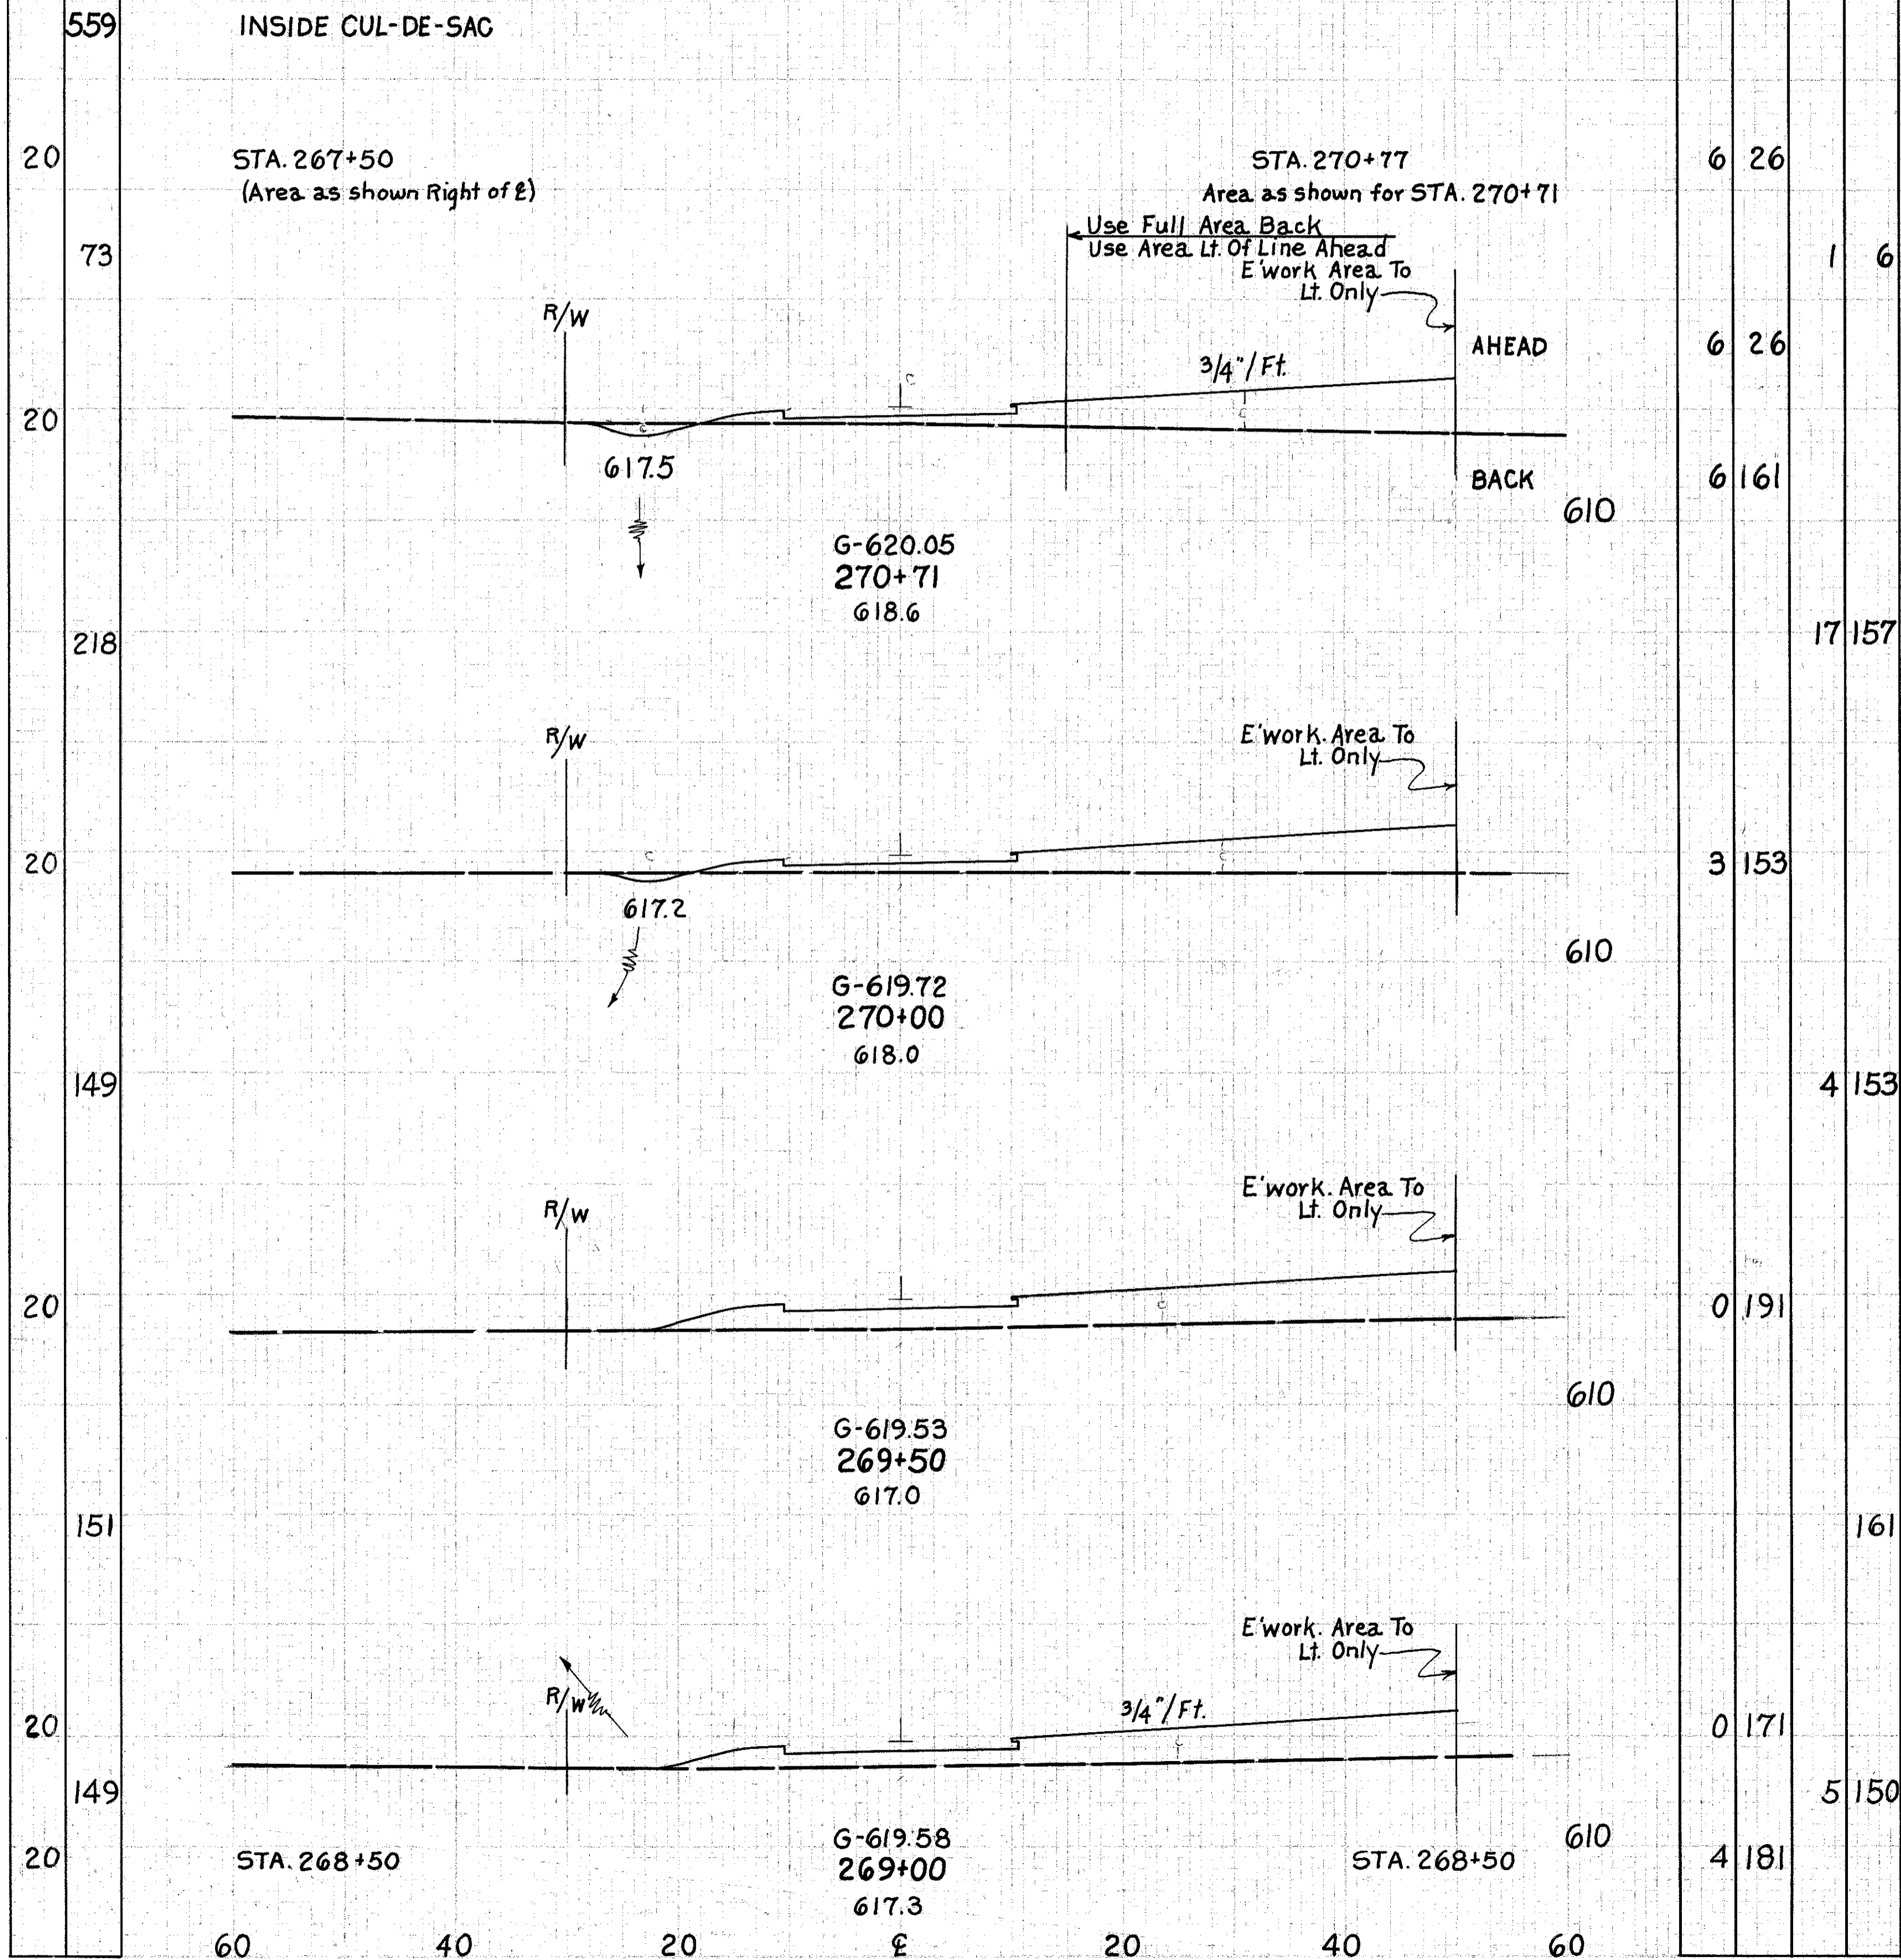 559
INSIDE CUL-DE-SAC
20
STA. 267+50
STA. 270+77
6 26
(Area as shown Right of ℄)
Area as shown for STA. 270+71
Use Full Area Back
73
Use Area Lt. Of Line Ahead
1 6
E'work Area To
Lt. Only
R/W
AHEAD
6 26
3/4"/Ft.
20
617.5
BACK
6 161
610
G-620.05
270+71
618.6
218
17 157
R/W
E'work. Area To
Lt. Only
20
3 153
617.2
610
G-619.72
270+00
618.0
149
4 153
E'work. Area To
Lt. Only
R/W
20
0 191
610
G-619.53
269+50
617.0
151
161
E'work. Area To
Lt. Only
R/W
3/4"/Ft.
20
0 171
149
5 150
G-619.58
610
20
STA. 268+50
269+00
STA. 268+50
4 181
617.3
60 40 20 ℄ 20 40 60